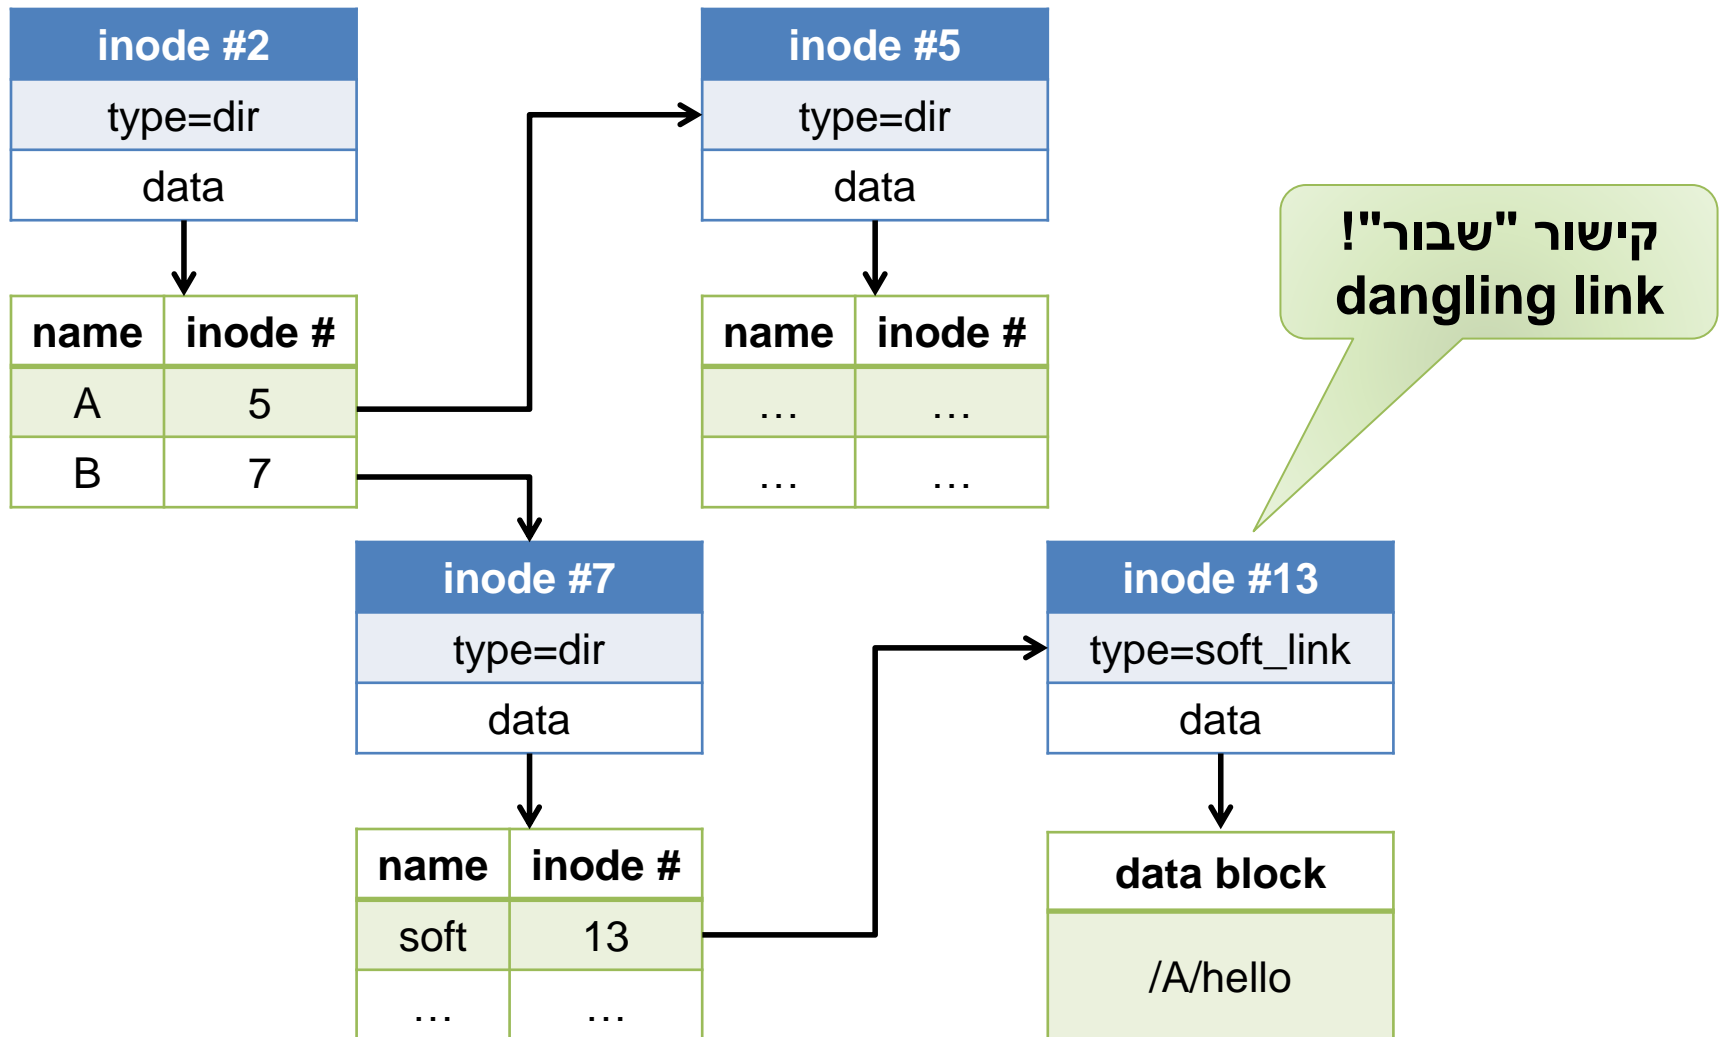 inode #2
type=dir
data
name inode #
A 5
B 7
inode #5
type=dir
data
name inode #
… …
… …
קישור "שבור"!
dangling link
inode #7
type=dir
data
name inode #
soft 13
… …
inode #13
type=soft_link
data
data block
/A/hello